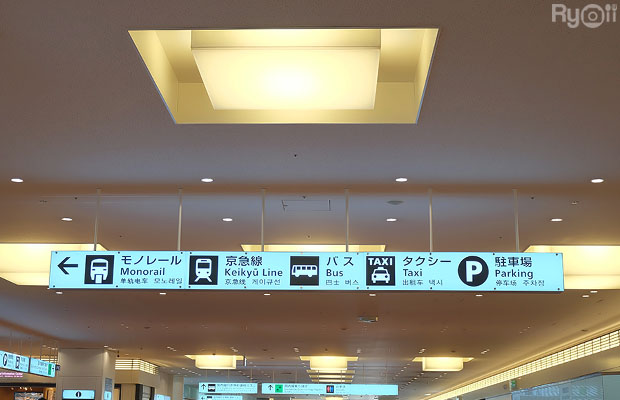 Ryoii
モノレール
Monorail
单轨电车 모노레일
京急線
Keikyū Line
京急线 게이큐선
バス
Bus
巴士 버스
TAXI
タクシー
Taxi
出租车 택시
P
駐車場
Parking
停车场 주차장